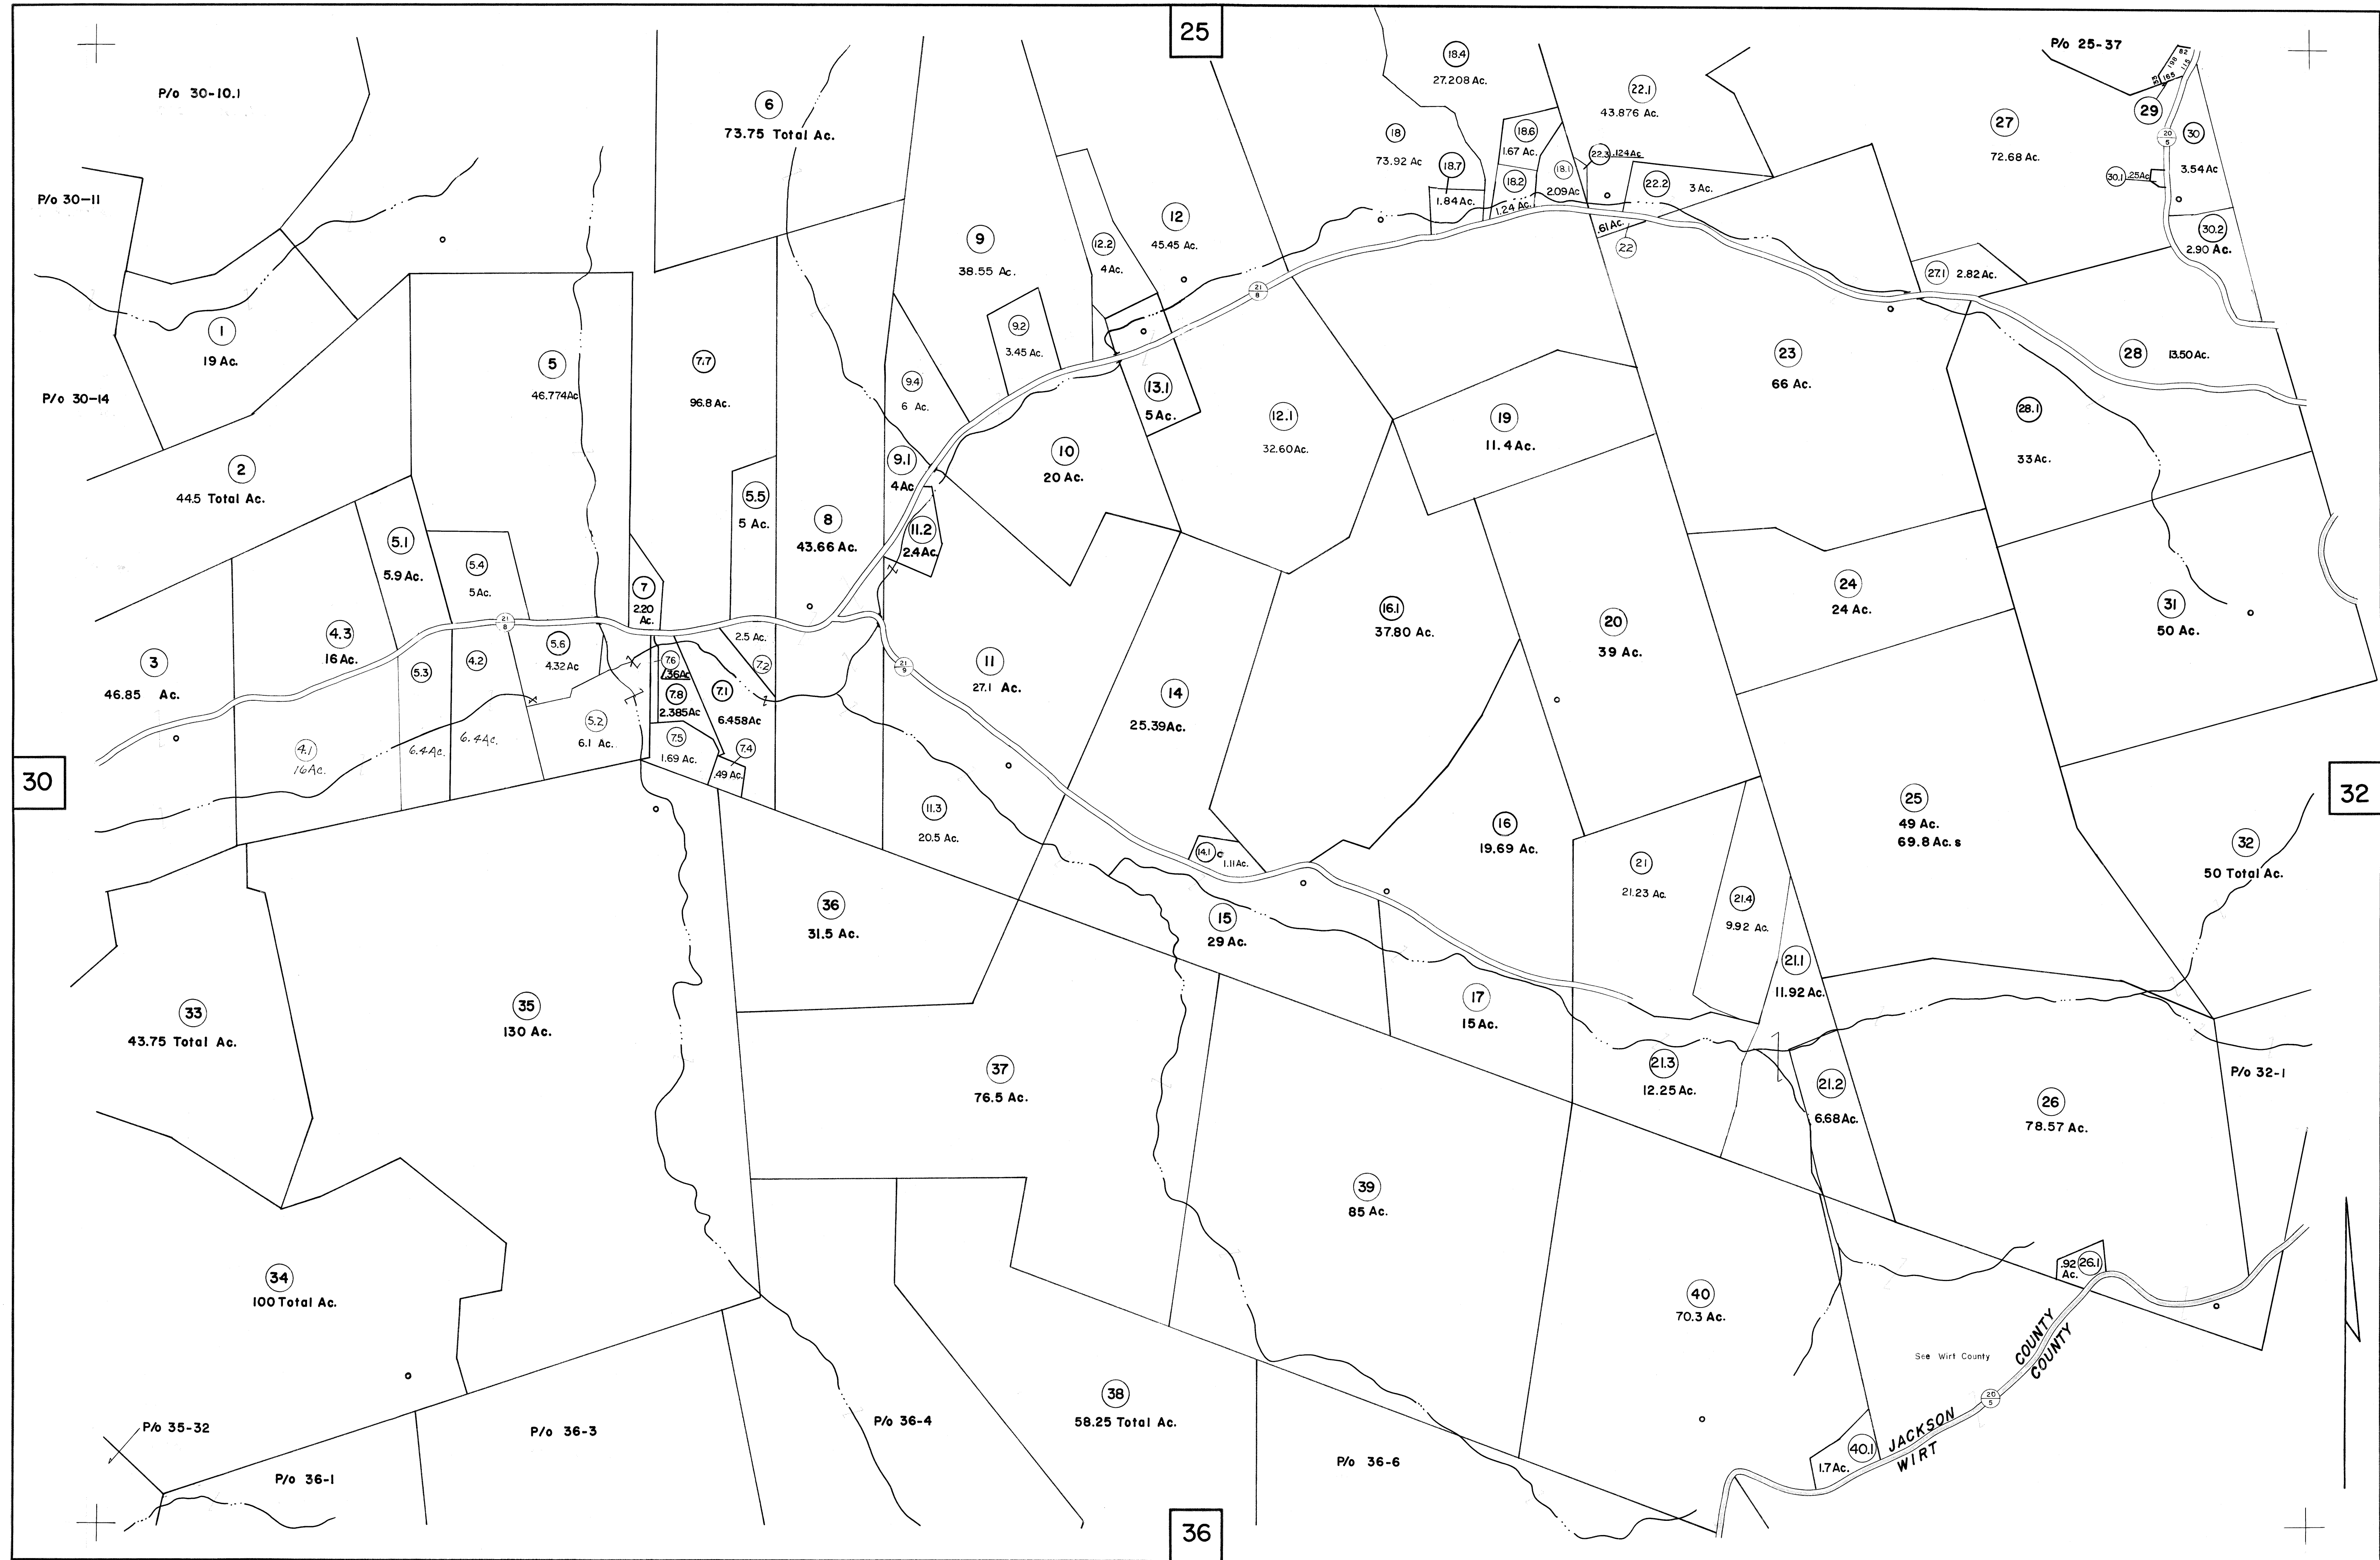 25
P/o 30-10.1
P/o 30-11
P/o 30-14
1
19 Ac.
2
44.5 Total Ac.
3
46.85 Ac.
4.3
16 Ac.
4.1
16 Ac.
5.1
5.9 Ac.
5.3
6.4 Ac.
4.2
6.4 Ac.
5.4
5 Ac.
21
8
5.6
4.32 Ac
5.2
6.1 Ac.
5
46.774 Ac
6
73.75 Total Ac.
7.7
96.8 Ac.
5.5
5 Ac.
7
2.20
Ac.
2.5 Ac.
7.2
7.6
.36 Ac
7.8
2.385 Ac
7.1
6.458 Ac
7.5
1.69 Ac.
7.4
.49 Ac.
8
43.66 Ac.
9
38.55 Ac.
9.2
3.45 Ac.
9.4
6 Ac.
9.1
4 Ac.
11.2
2.4 Ac.
10
20 Ac.
11
27.1 Ac.
21
9
11.3
20.5 Ac.
12
45.45 Ac.
12.2
4 Ac.
13.1
5 Ac.
21
8
12.1
32.60 Ac.
14
25.39 Ac.
14.1
c
1.11 Ac.
15
29 Ac.
16.1
37.80 Ac.
16
19.69 Ac.
17
15 Ac.
18.4
27.208 Ac.
18
73.92 Ac
18.7
1.84 Ac.
18.6
1.67 Ac.
18.2
1.24 Ac.
18.1
2.09 Ac
22.1
43.876 Ac.
22.3 .124 Ac
22.2
3 Ac.
.61 Ac.
22
19
11.4 Ac.
20
39 Ac.
21
21.23 Ac.
21.4
9.92 Ac.
21.1
11.92 Ac.
21.3
12.25 Ac.
21.2
6.68 Ac.
23
66 Ac.
24
24 Ac.
25
49 Ac.
69.8 Ac. s
26
78.57 Ac.
.92
Ac.
26.1
P/o 25-37
82
198
115
165
29
27
72.68 Ac.
20
5
30
3.54 Ac
30.1 .25 Ac
30.2
2.90 Ac.
27.1 2.82 Ac.
28 13.50 Ac.
28.1
33 Ac.
31
50 Ac.
32
50 Total Ac.
P/o 32-1
30
32
33
43.75 Total Ac.
34
100 Total Ac.
35
130 Ac.
36
31.5 Ac.
37
76.5 Ac.
38
58.25 Total Ac.
39
85 Ac.
40
70.3 Ac.
40.1
1.7 Ac.
See Wirt County
JACKSON COUNTY
WIRT COUNTY
20
5
P/o 35-32
P/o 36-1
P/o 36-3
P/o 36-4
P/o 36-6
36